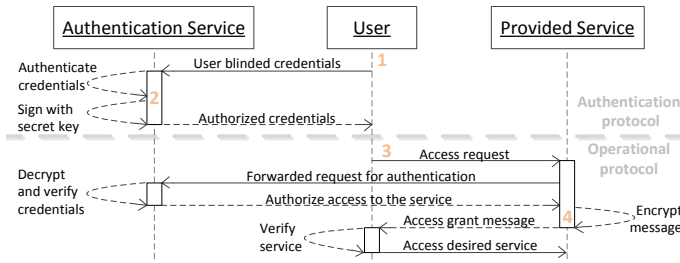 Authentication Service
User
Provided Service
User blinded credentials
1
Authenticate
credentials
2
Sign with
secret key
Authorized credentials
Authentication
protocol
Operational
protocol
3
Access request
Forwarded request for authentication
Decrypt
and verify
credentials
Authorize access to the service
4
Encrypt
message
Access grant message
Verify
service
Access desired service